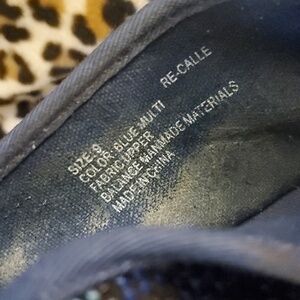 RE-CALLE
SIZE: 9
COLOR: BLUE MULTI
FABRIC UPPER
BALANCE MANMADE MATERIALS
MADE IN CHINA